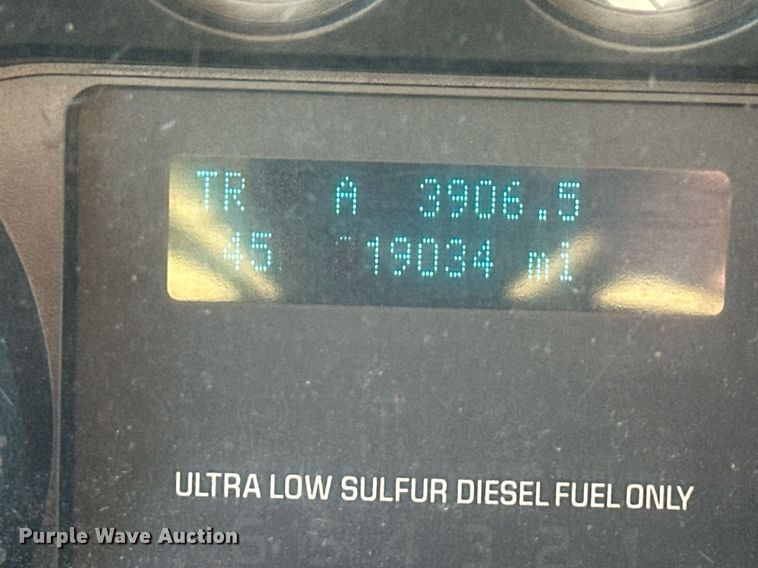 TR A 3906.5
45 19034 mi
ULTRA LOW SULFUR DIESEL FUEL ONLY
Purple Wave Auction